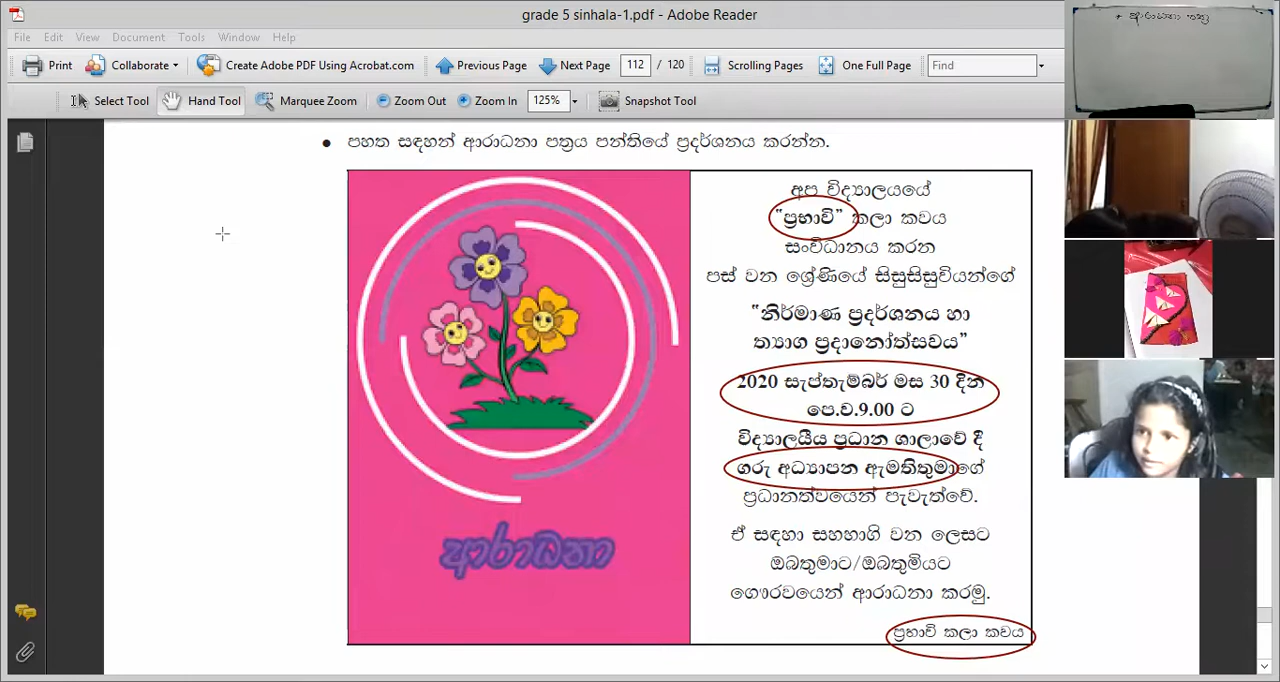 grade 5 sinhala-1.pdf - Adobe Reader
File Edit View Document Tools Window Help
Print Collaborate Create Adobe PDF Using Acrobat.com Previous Page Next Page 112 / 120 Scrolling Pages One Full Page Find
Select Tool Hand Tool Marquee Zoom Zoom Out Zoom In 125% Snapshot Tool
• පහත සඳහන් ආරාධනා පත්‍රය පන්තියේ ප්‍රදර්ශනය කරන්න.
ආරාධනා
අප විද්‍යාලයයේ
“ප්‍රභාවි” කලා කවය
සංවිධානය කරන
පස් වන ශ්‍රේණියේ සිසුසිසුවියන්ගේ
“නිර්මාණ ප්‍රදර්ශනය හා
ත්‍යාග ප්‍රදානෝත්සවය”
2020 සැප්තැම්බර් මස 30 දින
පෙ.ව.9.00 ට
විද්‍යාලයීය ප්‍රධාන ශාලාවේ දී
ගරු අධ්‍යාපන ඇමතිතුමාගේ
ප්‍රධානත්වයෙන් පැවැත්වේ.
ඒ සඳහා සහභාගි වන ලෙසට
ඔබතුමාට/ඔබතුමියට
ගෞරවයෙන් ආරාධනා කරමු.
ප්‍රභාවි කලා කවය
ආරාධනා පත්‍ර